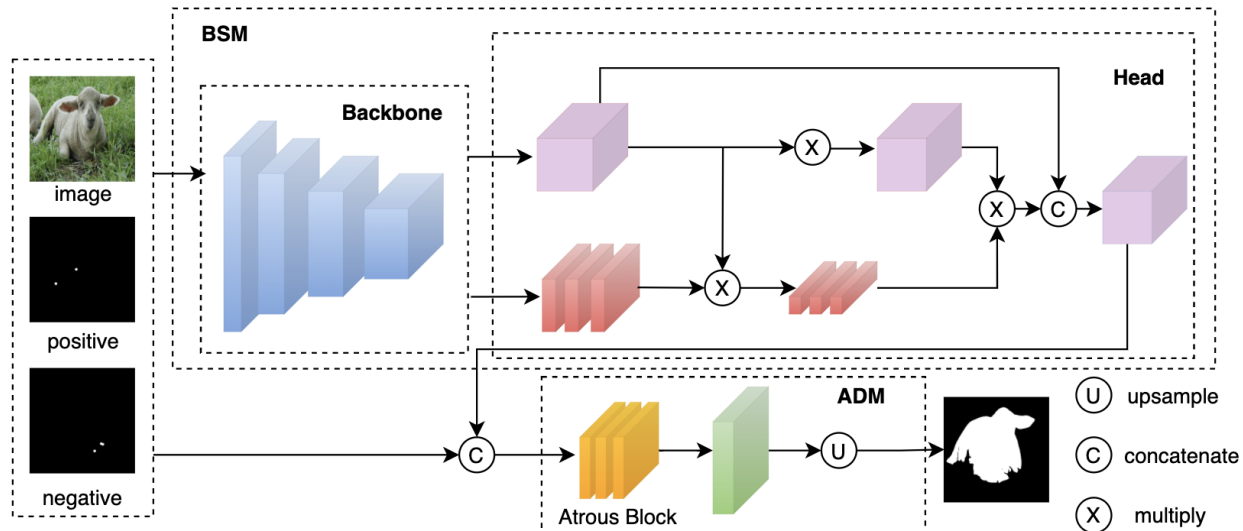 BSM
Head
Backbone
image
positive
negative
X
X
X
C
C
ADM
U
Atrous Block
U upsample
C concatenate
X multiply